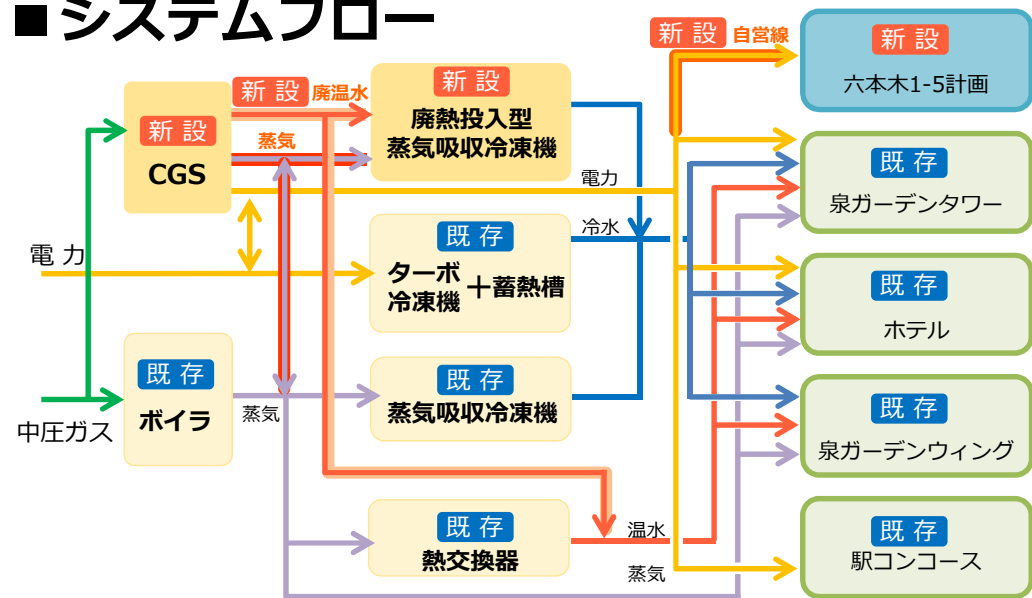 ■システムフロー
新 設
自営線
新 設
六本木1-5計画
新 設
廃温水
新 設
廃熱投入型
蒸気吸収冷凍機
新 設
CGS
蒸気
電力
既 存
泉ガーデンタワー
電 力
既 存
ターボ
冷凍機
＋蓄熱槽
冷水
既 存
ホテル
既 存
ボイラ
蒸気
既 存
蒸気吸収冷凍機
既 存
泉ガーデンウィング
中圧ガス
既 存
熱交換器
温水
蒸気
既 存
駅コンコース